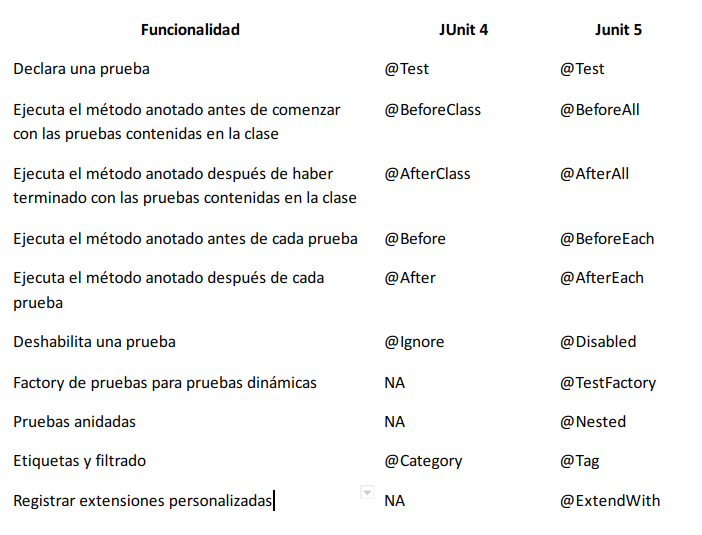 Funcionalidad JUnit 4 Junit 5
Declara una prueba @Test @Test
Ejecuta el método anotado antes de comenzar @BeforeClass @BeforeAll
con las pruebas contenidas en la clase
Ejecuta el método anotado después de haber @AfterClass @AfterAll
terminado con las pruebas contenidas en la clase
Ejecuta el método anotado antes de cada prueba @Before @BeforeEach
Ejecuta el método anotado después de cada @After @AfterEach
prueba
Deshabilita una prueba @Ignore @Disabled
Factory de pruebas para pruebas dinámicas NA @TestFactory
Pruebas anidadas NA @Nested
Etiquetas y filtrado @Category @Tag
Registrar extensiones personalizadas NA @ExtendWith